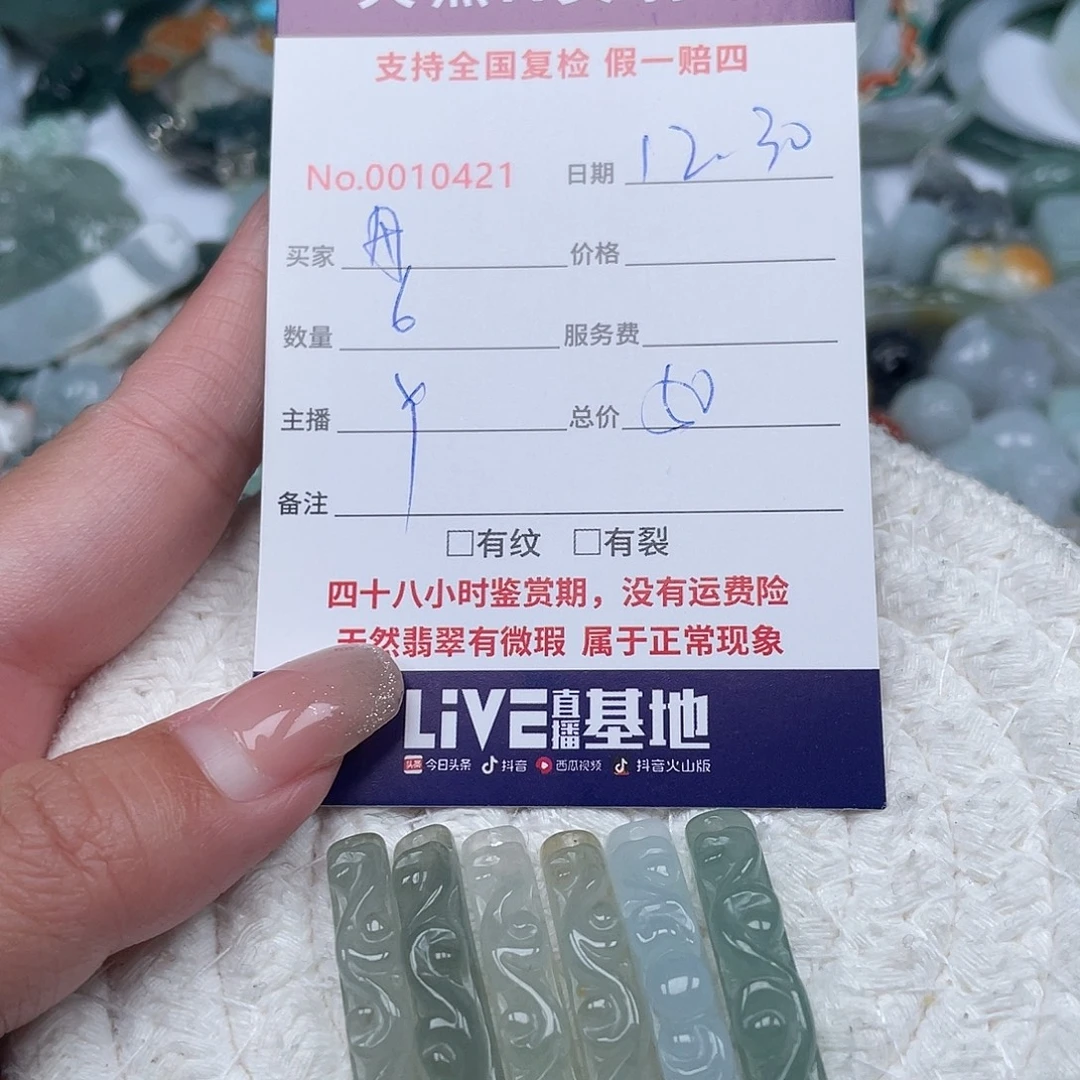 支持全国复检 假一赔四
No.0010421 日期 12-30
买家 价格
数量 6 服务费
主播 总价
备注
□有纹 □有裂
四十八小时鉴赏期，没有运费险
天然翡翠有微瑕 属于正常现象
LiVE直播基地
头条 今日头条 抖音 西瓜视频 抖音火山版